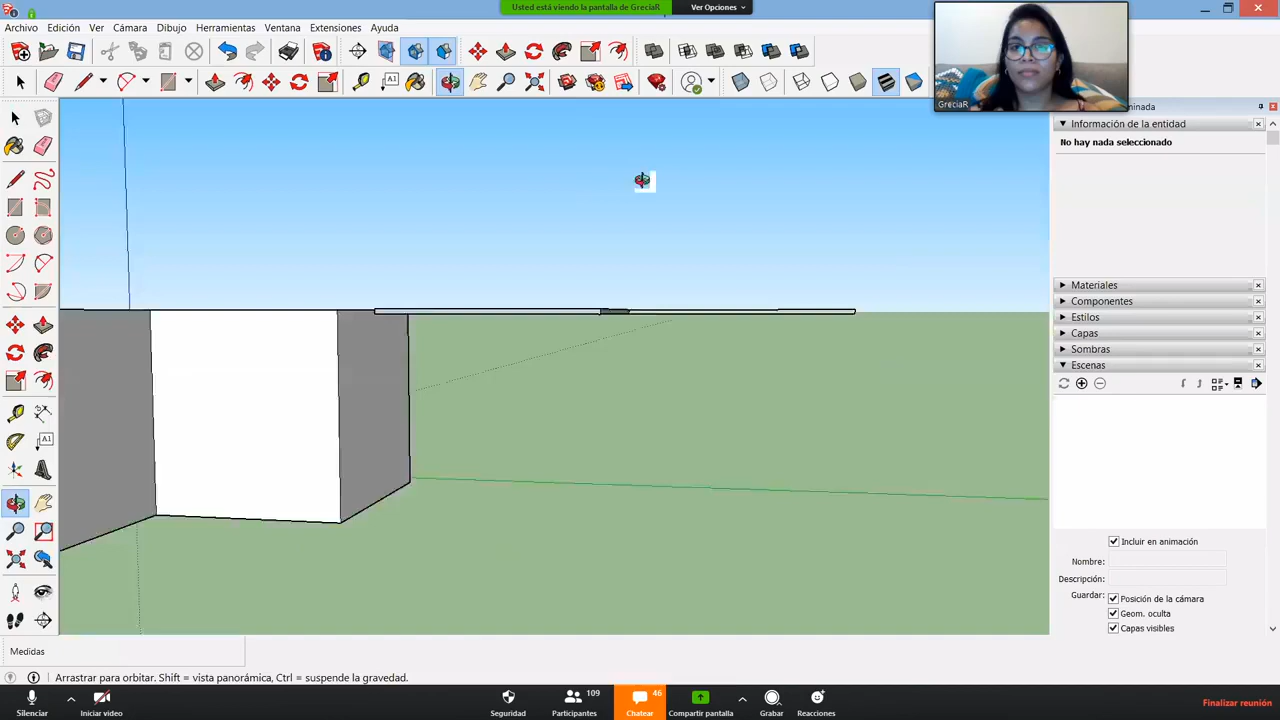 Usted está viendo la pantalla de GreciaR
Ver Opciones
Archivo Edición Ver Cámara Dibujo Herramientas Ventana Extensiones Ayuda
GreciaR
minada
Información de la entidad
No hay nada seleccionado
Materiales
Componentes
Estilos
Capas
Sombras
Escenas
Incluir en animación
Nombre:
Descripción:
Guardar:
Posición de la cámara
Geom. oculta
Capas visibles
Medidas
Arrastrar para orbitar. Shift = vista panorámica, Ctrl = suspende la gravedad.
109
46
Silenciar
Iniciar video
Seguridad
Participantes
Chatear
Compartir pantalla
Grabar
Reacciones
Finalizar reunión